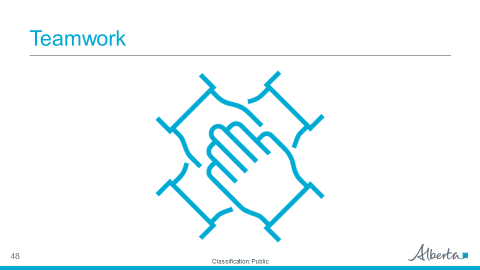 Teamwork
48
Classification: Public
Alberta